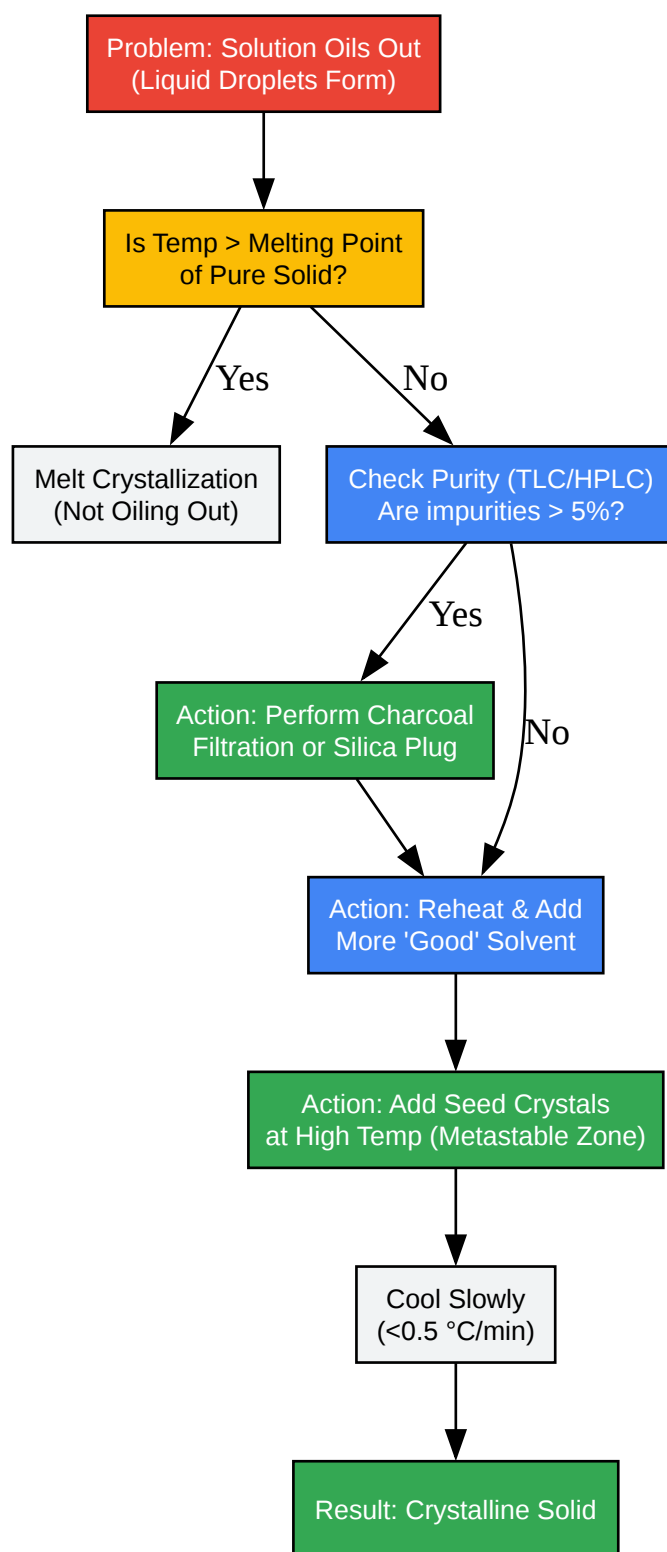 Problem: Solution Oils Out
(Liquid Droplets Form)
Is Temp > Melting Point
of Pure Solid?
Yes
No
Melt Crystallization
(Not Oiling Out)
Check Purity (TLC/HPLC)
Are impurities > 5%?
Yes
Action: Perform Charcoal
Filtration or Silica Plug
No
Action: Reheat & Add
More 'Good' Solvent
Action: Add Seed Crystals
at High Temp (Metastable Zone)
Cool Slowly
(<0.5 °C/min)
Result: Crystalline Solid